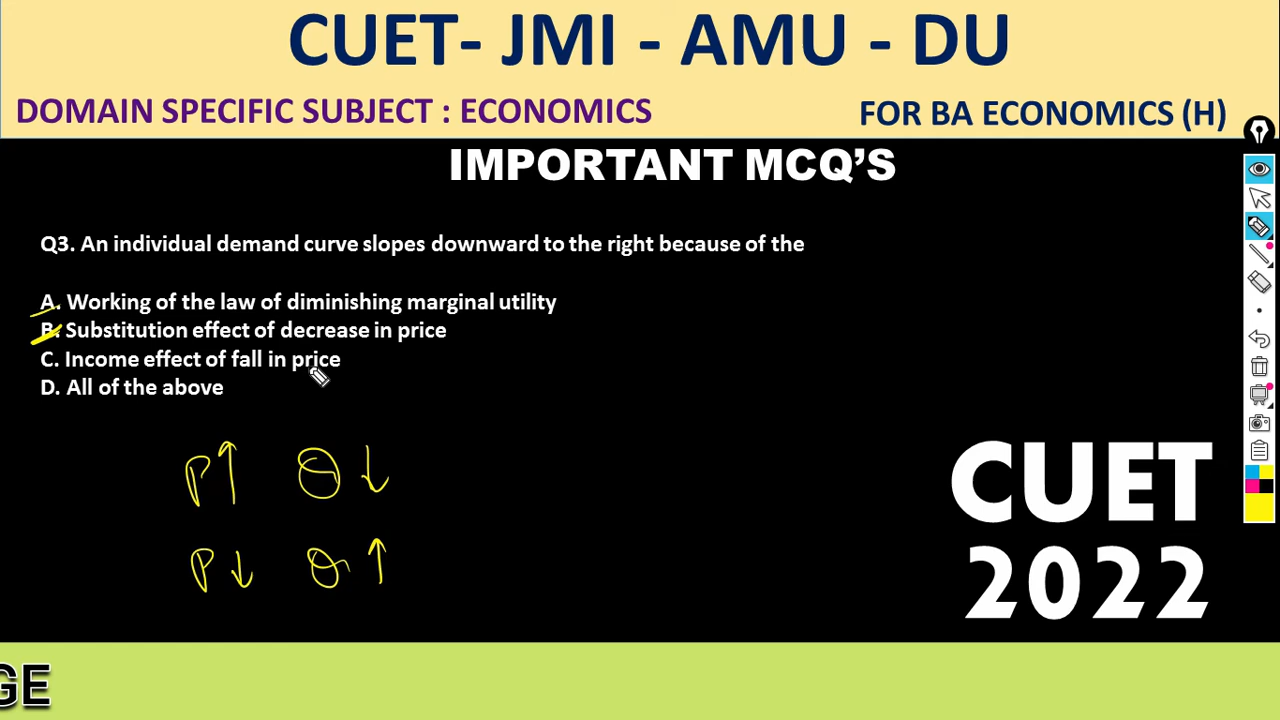 CUET- JMI - AMU - DU
DOMAIN SPECIFIC SUBJECT : ECONOMICS
FOR BA ECONOMICS (H)
IMPORTANT MCQ'S
Q3. An individual demand curve slopes downward to the right because of the
A. Working of the law of diminishing marginal utility
B. Substitution effect of decrease in price
C. Income effect of fall in price
D. All of the above
P↑ Q↓
P↓ Q↑
CUET
2022
GE